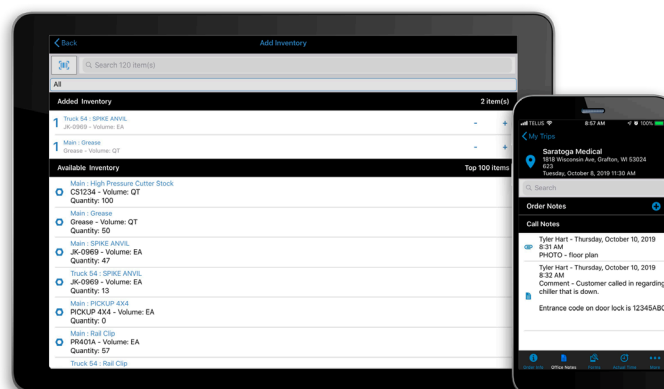 Back
Add Inventory
Search 120 item(s)
All
Added Inventory
2 item(s)
1
Truck 54 : SPIKE ANVIL
JK-0969 - Volume: EA
- +
1
Main : Grease
Grease - Volume: QT
- +
Available Inventory
Top 100 items
Main : High Pressure Cutter Stock
CS1234 - Volume: QT
Quantity: 100
Main : Grease
Grease - Volume: QT
Quantity: 50
Main : SPIKE ANVIL
JK-0969 - Volume: EA
Quantity: 47
Truck 54 : SPIKE ANVIL
JK-0969 - Volume: EA
Quantity: 13
Main : PICKUP 4X4
PICKUP 4X4 - Volume: EA
Quantity: 0
Main : Rail Clip
PR401A - Volume: EA
Quantity: 57
Truck 54 : Rail Clip
TELUS
8:57 AM
100%
My Trips
Saratoga Medical
1818 Wisconsin Ave, Grafton, WI 53024
623
Tuesday, October 8, 2019 11:30 AM
Search
Order Notes
Call Notes
Tyler Hart - Thursday, October 10, 2019
8:31 AM
PHOTO - floor plan
Tyler Hart - Thursday, October 10, 2019
8:32 AM
Comment - Customer called in regarding
chiller that is down.
Entrance code on door lock is 12345ABC
Office Notes